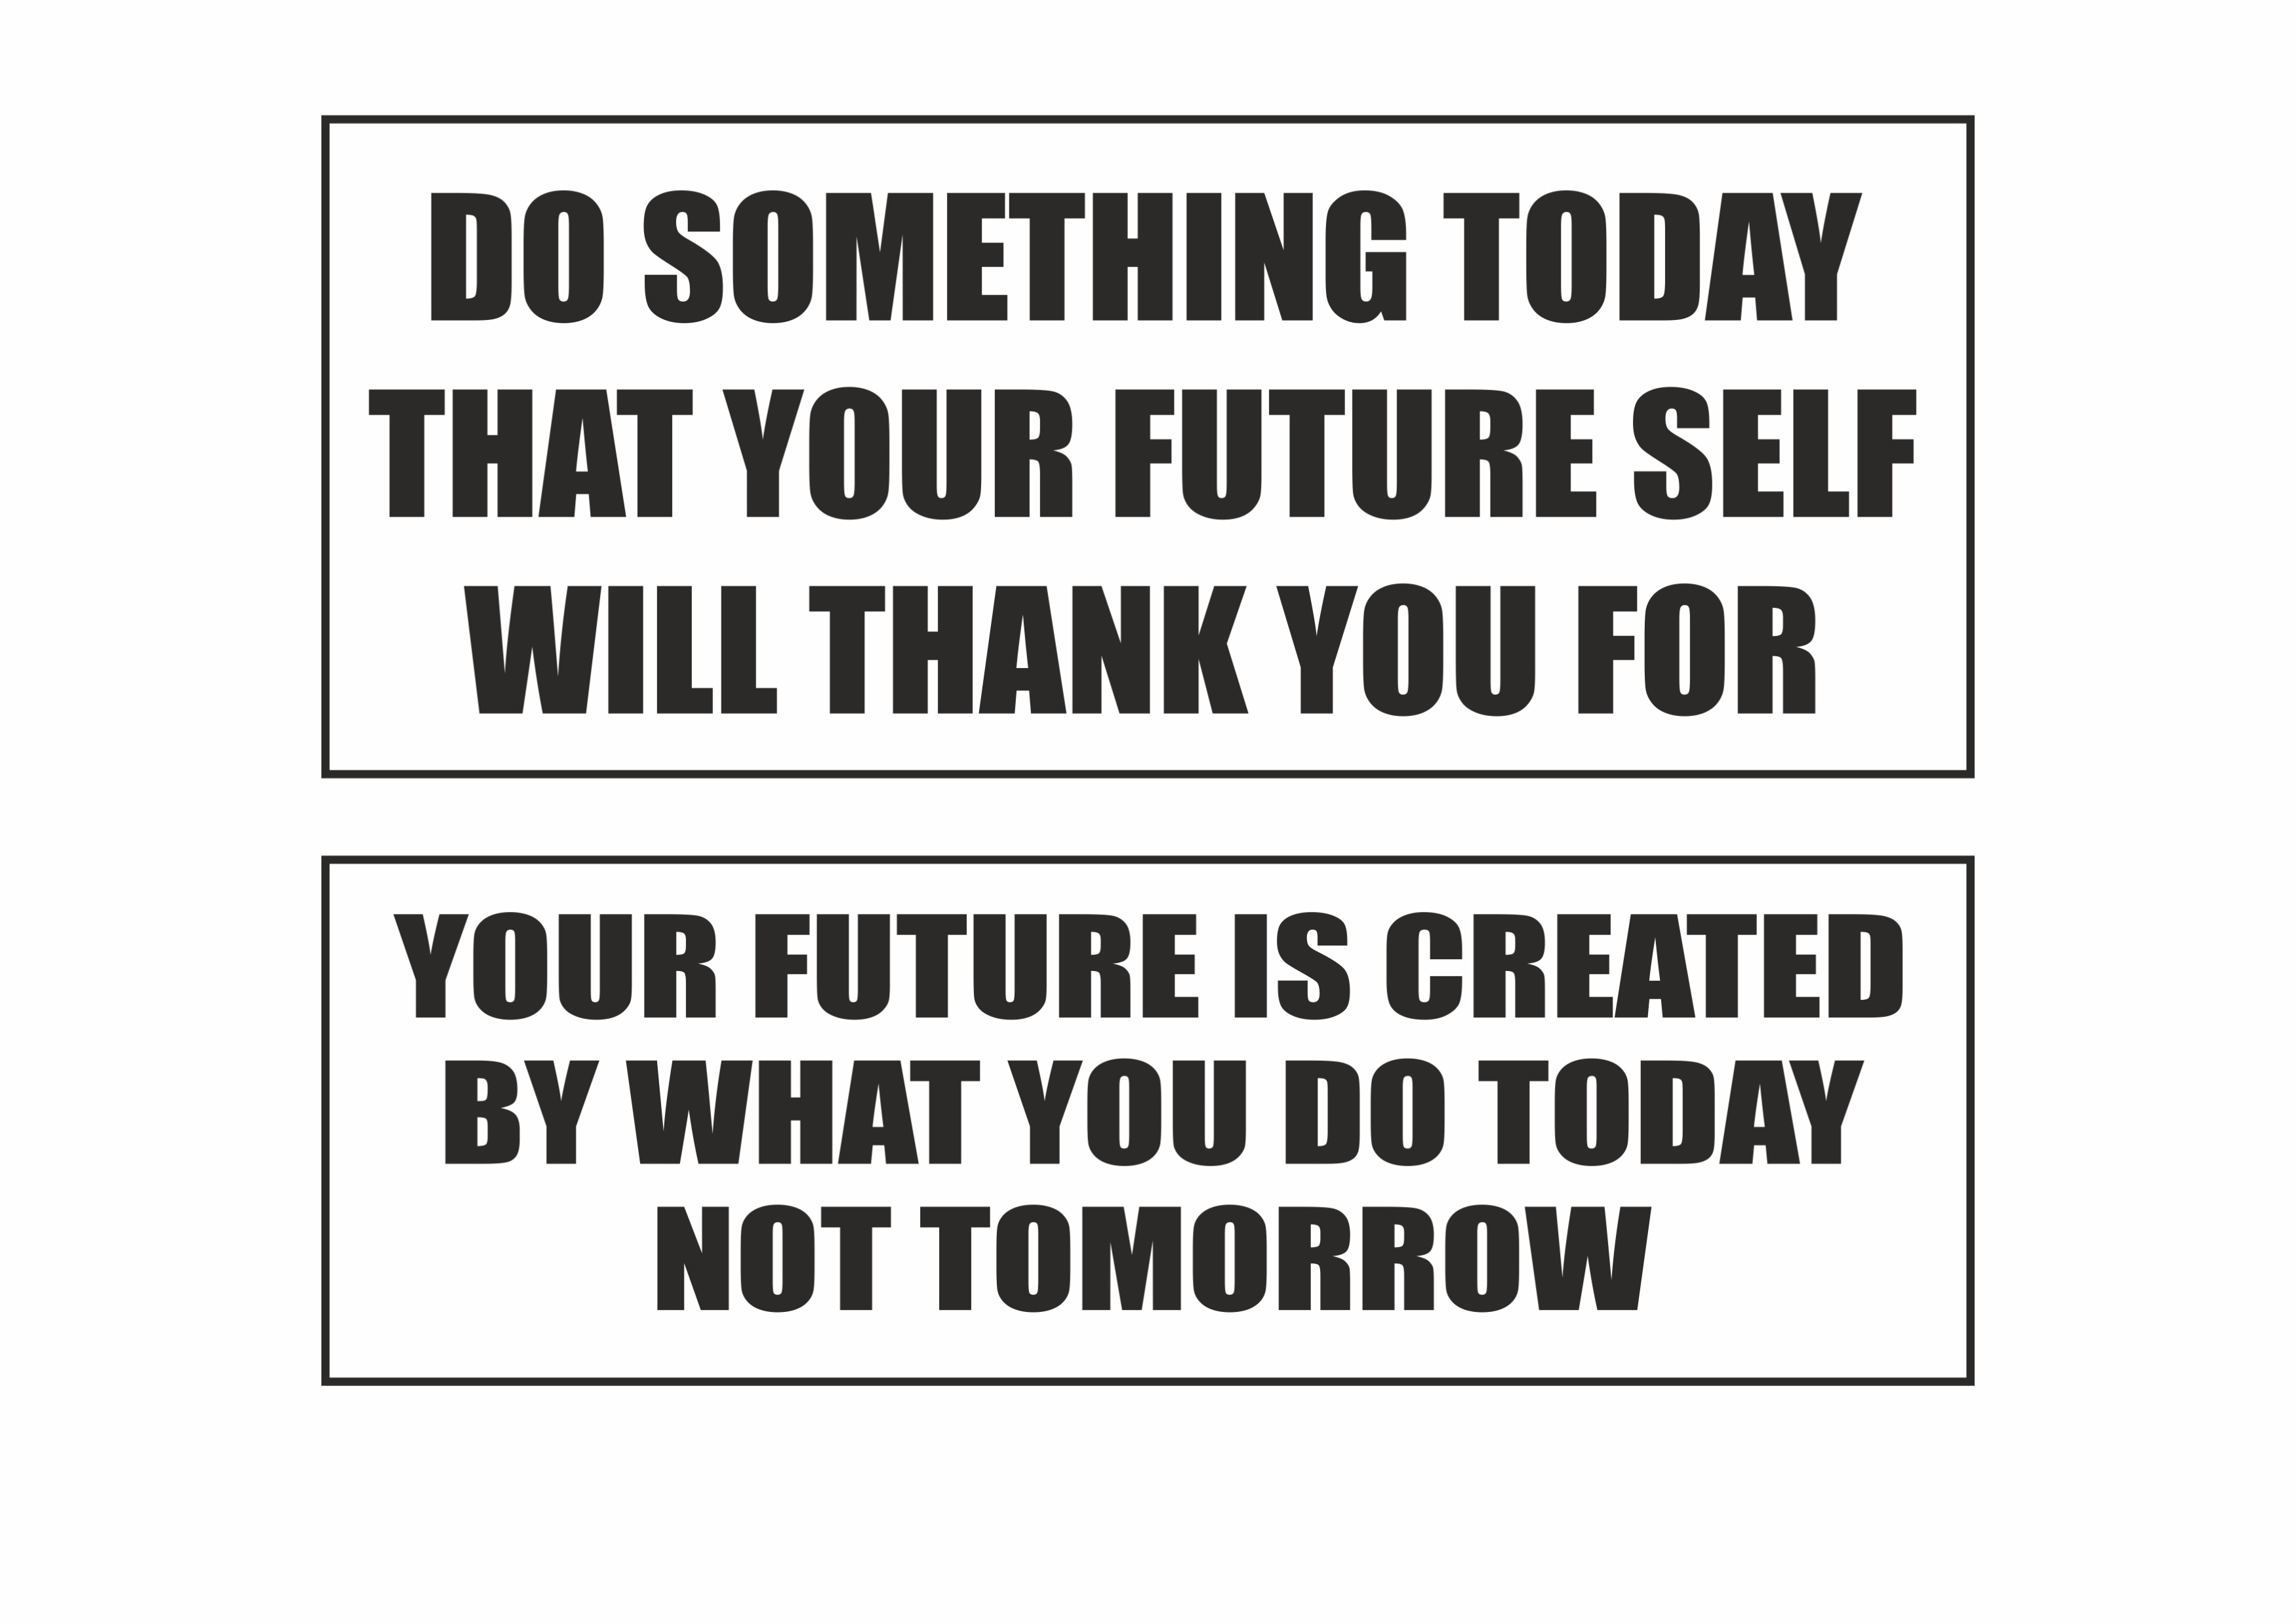 DO SOMETHING TODAY
THAT YOUR FUTURE SELF
WILL THANK YOU FOR
YOUR FUTURE IS CREATED
BY WHAT YOU DO TODAY
NOT TOMORROW